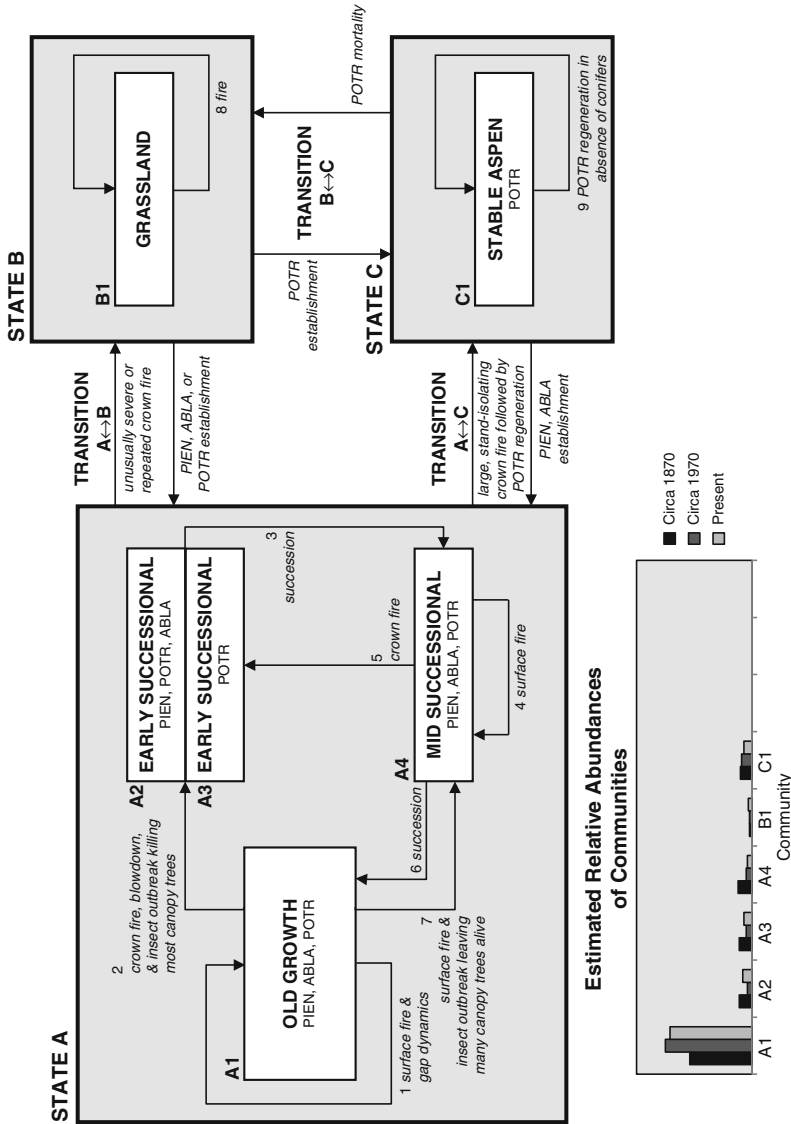 STATE A
A1
OLD GROWTH
PIEN, ABLA, POTR
1 surface fire &
gap dynamics
2
crown fire, blowdown,
& insect outbreak killing
most canopy trees
A2
EARLY SUCCESSIONAL
PIEN, POTR, ABLA
A3
EARLY SUCCESSIONAL
POTR
3
succession
5
crown fire
A4
MID SUCCESSIONAL
PIEN, ABLA, POTR
4 surface fire
6 succession
7
surface fire &
insect outbreak leaving
many canopy trees alive
TRANSITION
A↔B
unusually severe or
repeated crown fire
PIEN, ABLA, or
POTR establishment
TRANSITION
A↔C
large, stand-isolating
crown fire followed by
POTR regeneration
PIEN, ABLA
establishment
STATE B
B1
GRASSLAND
8 fire
POTR
establishment
TRANSITION
B↔C
POTR mortality
STATE C
C1
STABLE ASPEN
POTR
9 POTR regeneration in
absence of conifers
Estimated Relative Abundances
of Communities
A1 A2 A3 A4 B1 C1
Community
Circa 1870
Circa 1970
Present